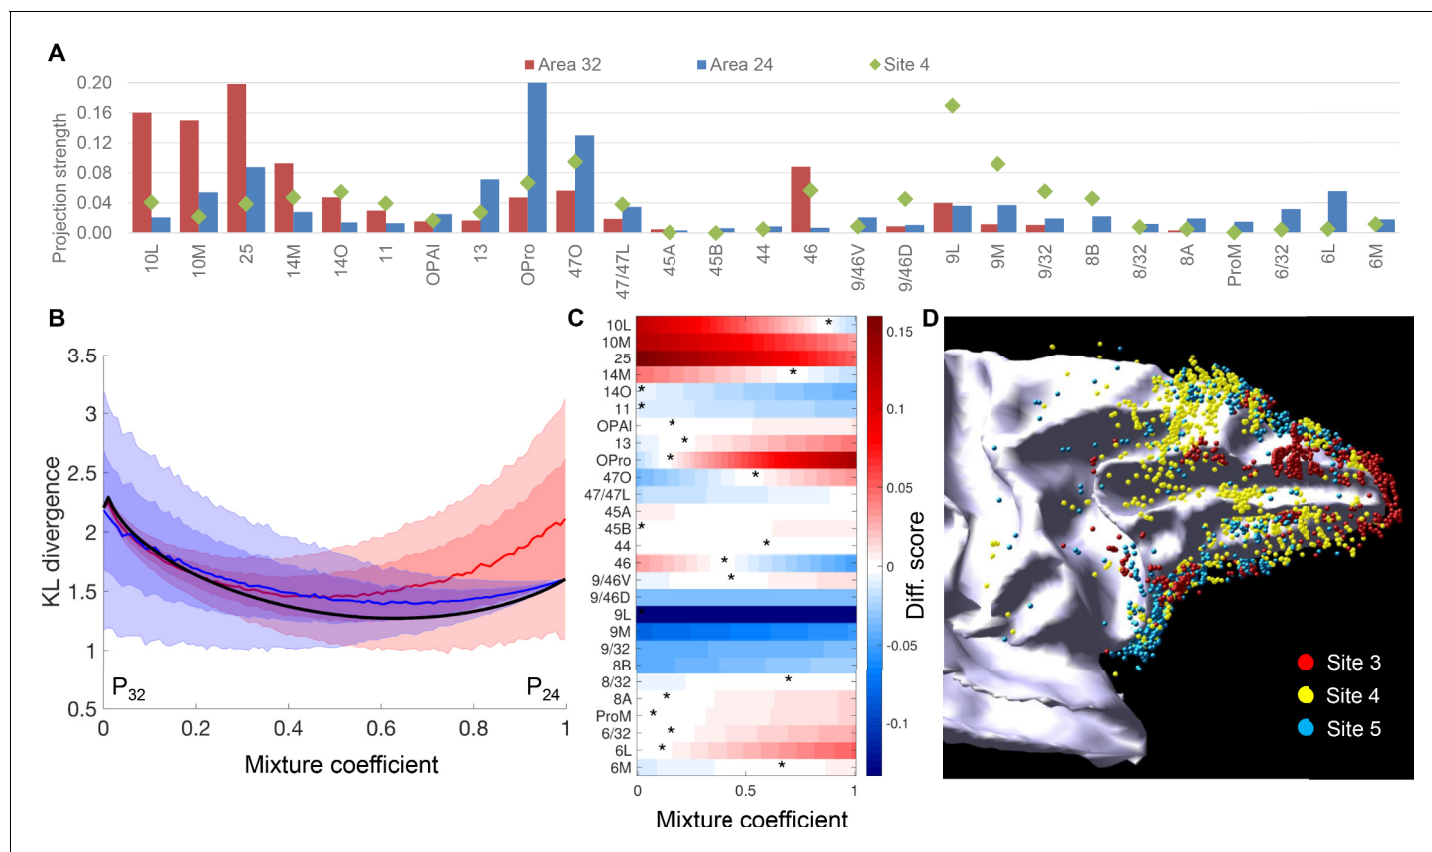 A
Area 32
Area 24
Site 4
Projection strength
0.20
0.16
0.12
0.08
0.04
0.00
10L
10M
25
14M
14O
11
OPAl
13
OPro
47O
47/47L
45A
45B
44
46
9/46V
9/46D
9L
9M
9/32
8B
8/32
8A
ProM
6/32
6L
6M
B
KL divergence
3.5
3
2.5
2
1.5
1
0.5
P32
P24
0
0.2
0.4
0.6
0.8
1
Mixture coefficient
C
10L
10M
25
14M
14O
11
OPAl
13
OPro
47O
47/47L
45A
45B
44
46
9/46V
9/46D
9L
9M
9/32
8B
8/32
8A
ProM
6/32
6L
6M
0
0.5
1
Mixture coefficient
0.15
0.1
0.05
0
-0.05
-0.1
Diff. score
D
Site 3
Site 4
Site 5